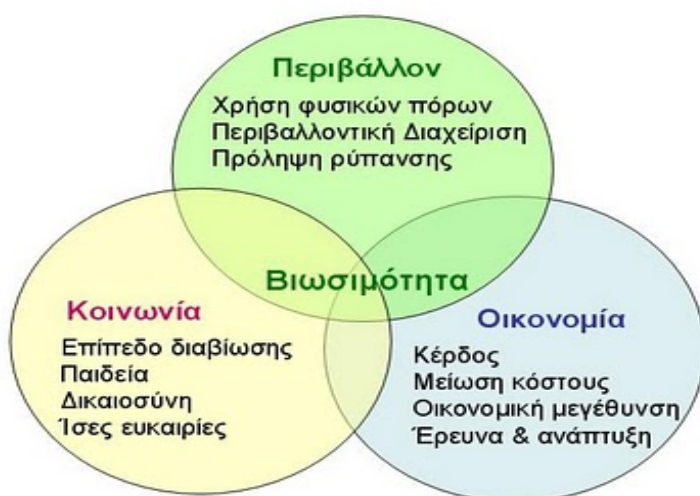 Περιβάλλον
Χρήση φυσικών πόρων
Περιβαλλοντική Διαχείριση
Πρόληψη ρύπανσης
Βιωσιμότητα
Κοινωνία
Επίπεδο διαβίωσης
Παιδεία
Δικαιοσύνη
Ίσες ευκαιρίες
Οικονομία
Κέρδος
Μείωση κόστους
Οικονομική μεγέθυνση
Έρευνα & ανάπτυξη